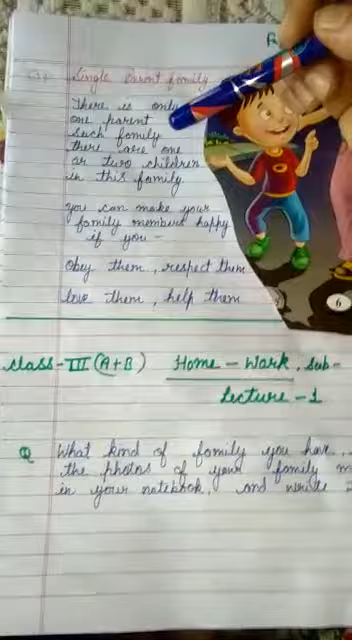 Single Parent family
There is only
one parent
such family
there are one
or two children
in this family.
you can make your
family members happy
if you -
Obey them, respect them
love them, help them
6
class-III (A+B) Home-Work, Sub-
Lecture-1
Q What kind of family you have,
the photos of your family
in your notebook, and write